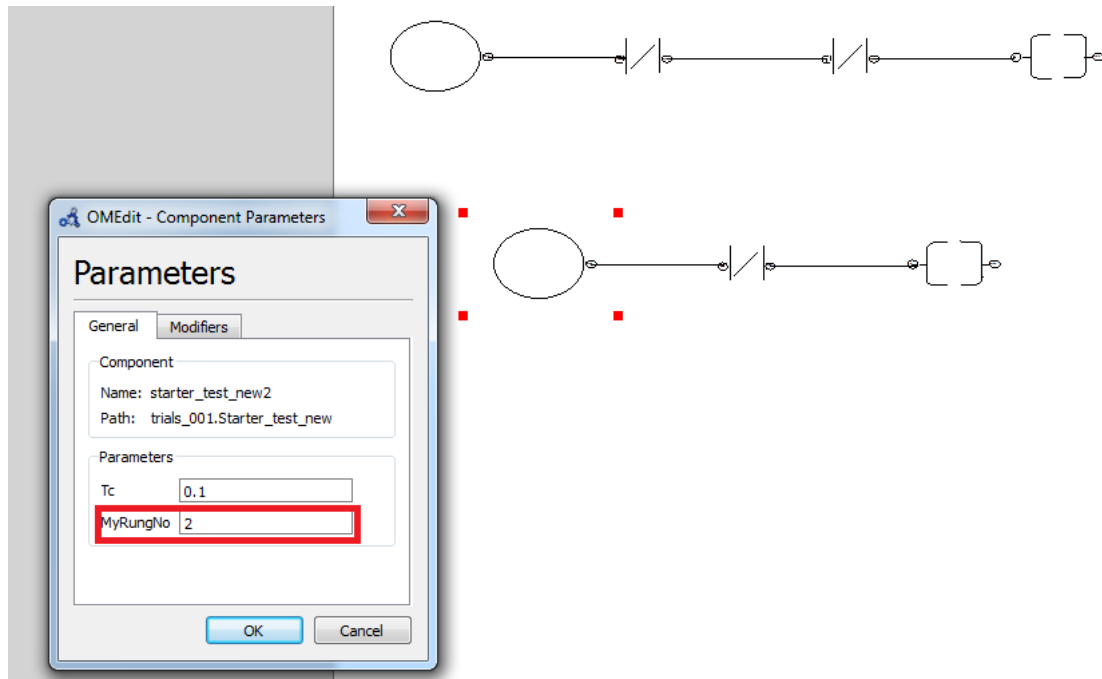 OMEdit - Component Parameters
Parameters
General Modifiers
Component
Name: starter_test_new2
Path: trials_001.Starter_test_new
Parameters
Tc 0.1
MyRungNo 2
OK Cancel